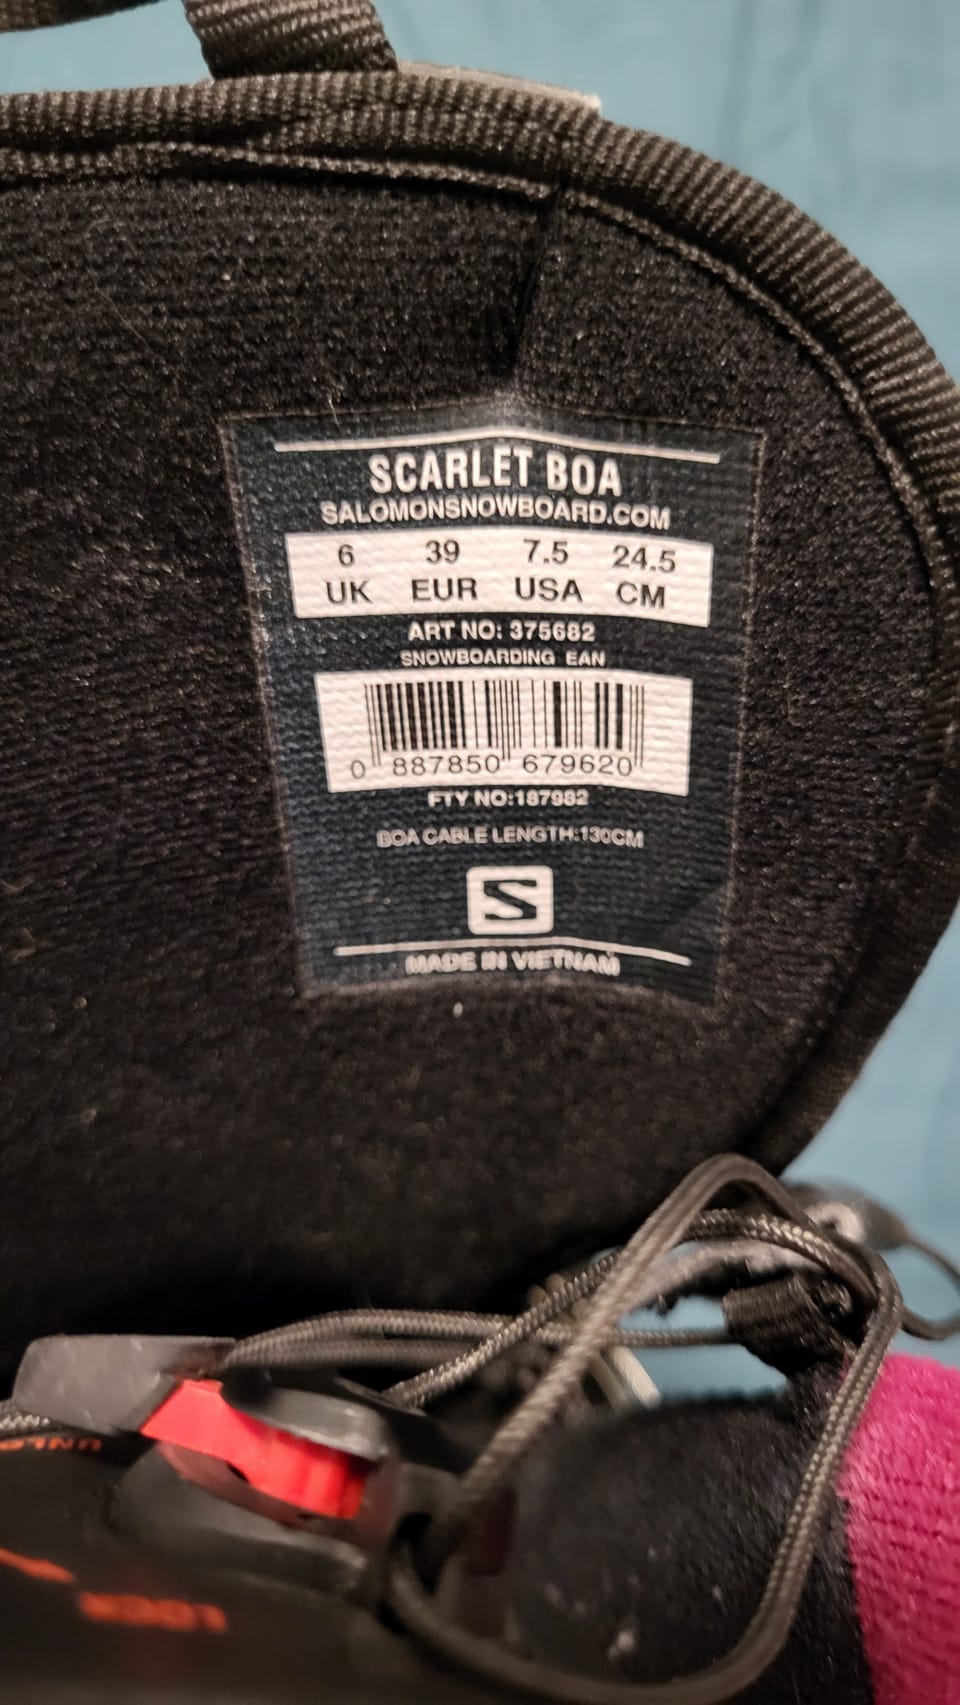 SCARLET BOA
SALOMONSNOWBOARD.COM
6 39 7.5 24.5
UK EUR USA CM
ART NO: 375682
SNOWBOARDING EAN
0 887850 679620
FTY NO:187982
BOA CABLE LENGTH:130CM
S
MADE IN VIETNAM
LOCK